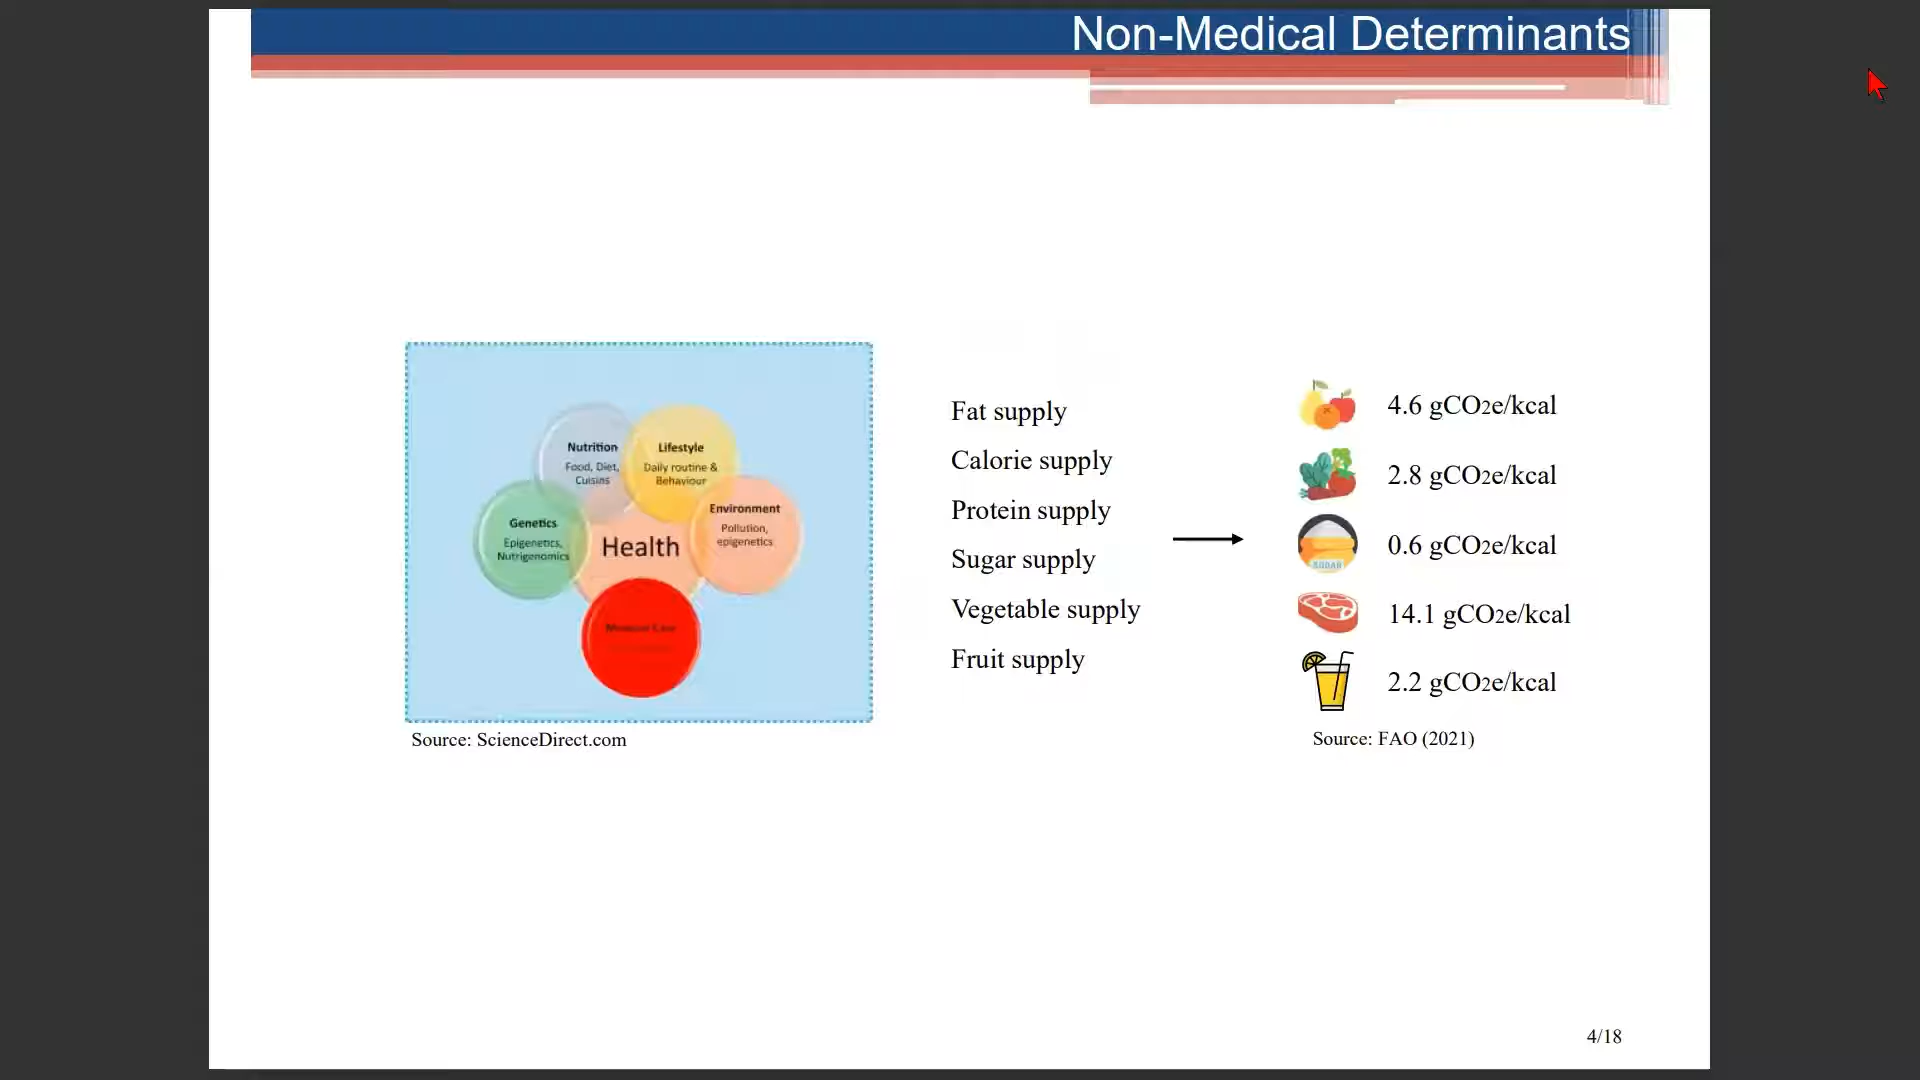 Non-Medical Determinants
Nutrition
Food, Diet,
Cuisins
Lifestyle
Daily routine &
Behaviour
Genetics
Epigenetics,
Nutrigenomics
Environment
Pollution,
epigenetics
Health
Source: ScienceDirect.com
Fat supply
Calorie supply
Protein supply
Sugar supply
Vegetable supply
Fruit supply
4.6 gCO2e/kcal
2.8 gCO2e/kcal
SUGAR
0.6 gCO2e/kcal
14.1 gCO2e/kcal
2.2 gCO2e/kcal
Source: FAO (2021)
4/18